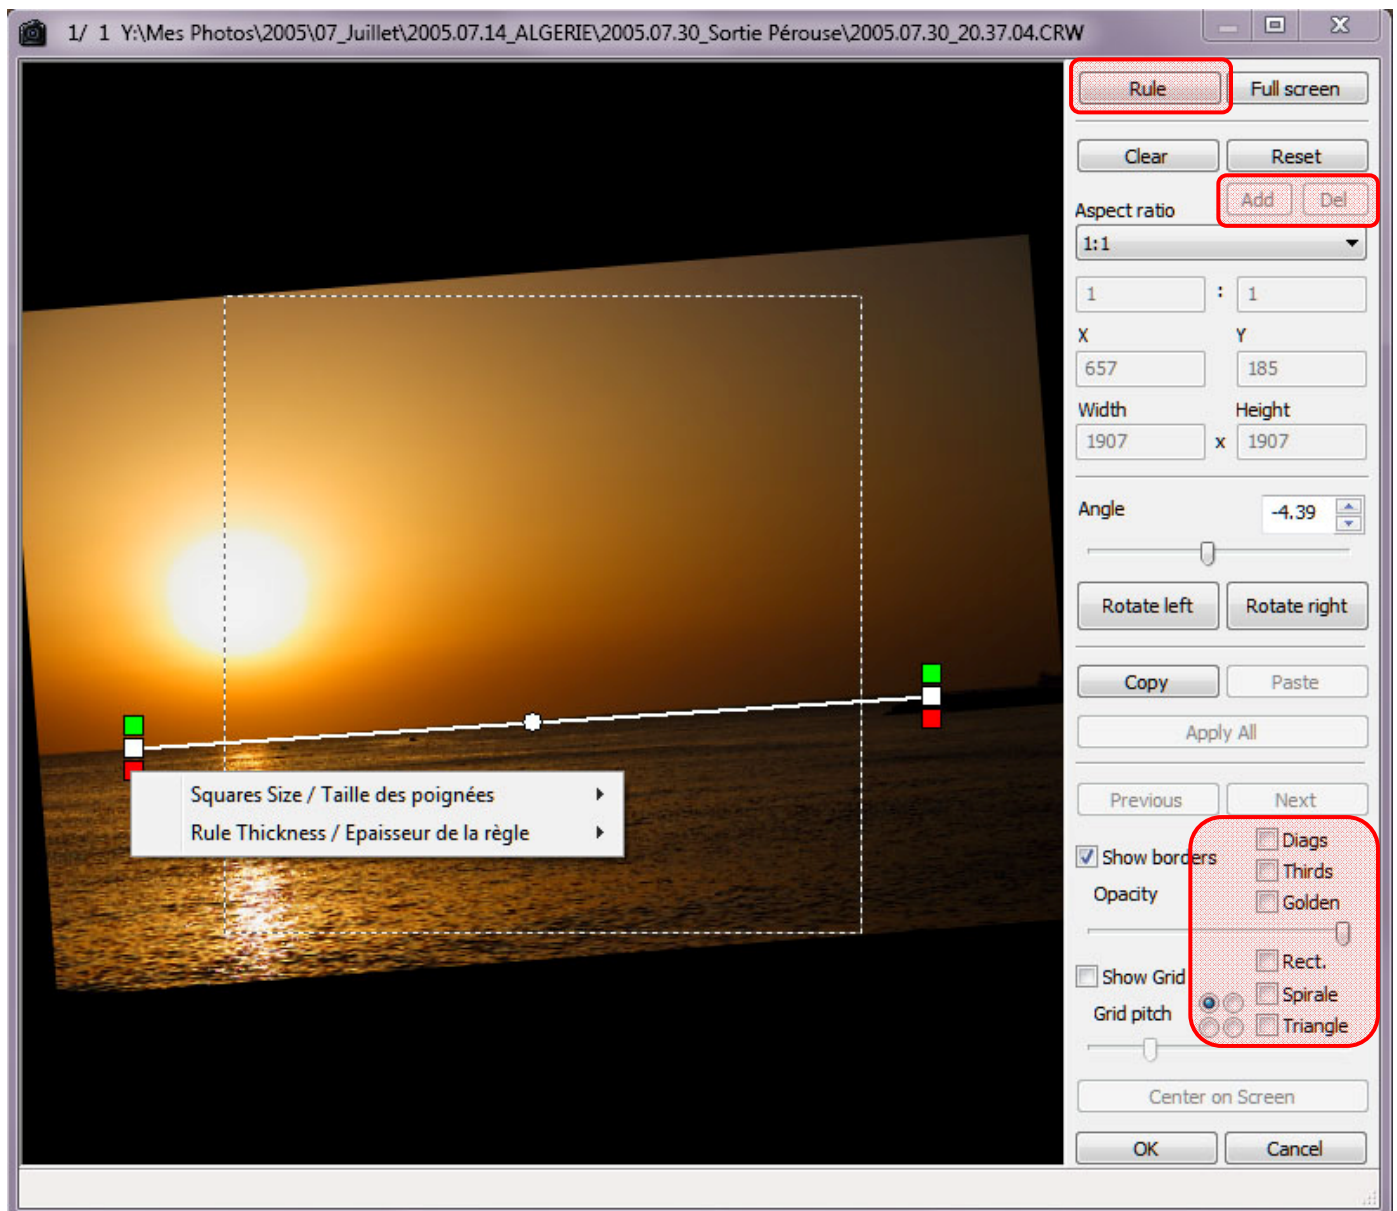 1/ 1 Y:\Mes Photos\2005\07_Juillet\2005.07.14_ALGERIE\2005.07.30_Sortie Pérouse\2005.07.30_20.37.04.CRW
Rule Full screen
Clear Reset
Add Del
Aspect ratio
1:1
1 : 1
X Y
657 185
Width Height
1907 x 1907
Angle -4.39
Rotate left Rotate right
Copy Paste
Apply All
Previous Next
Squares Size / Taille des poignées
Rule Thickness / Epaisseur de la règle
Diags
Show borders
Thirds
Opacity
Golden
Rect.
Show Grid
Spirale
Grid pitch
Triangle
Center on Screen
OK Cancel